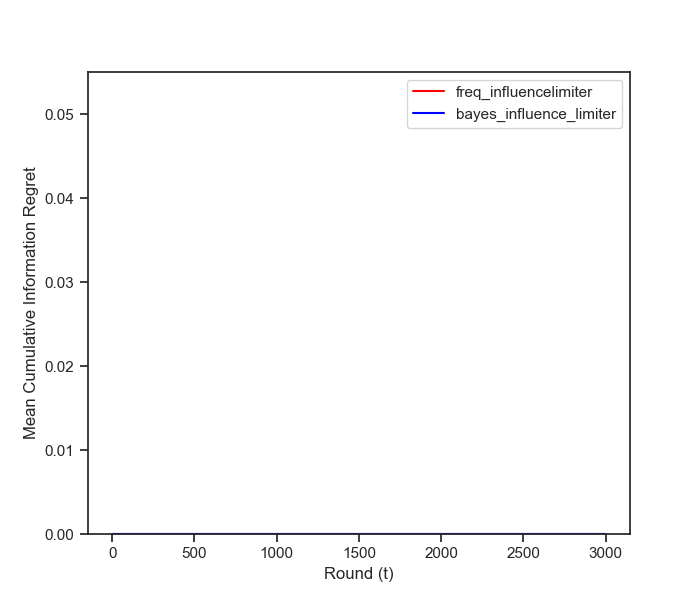 freq_influencelimiter
bayes_influence_limiter
Mean Cumulative Information Regret
0.05
0.04
0.03
0.02
0.01
0.00
0 500 1000 1500 2000 2500 3000
Round (t)